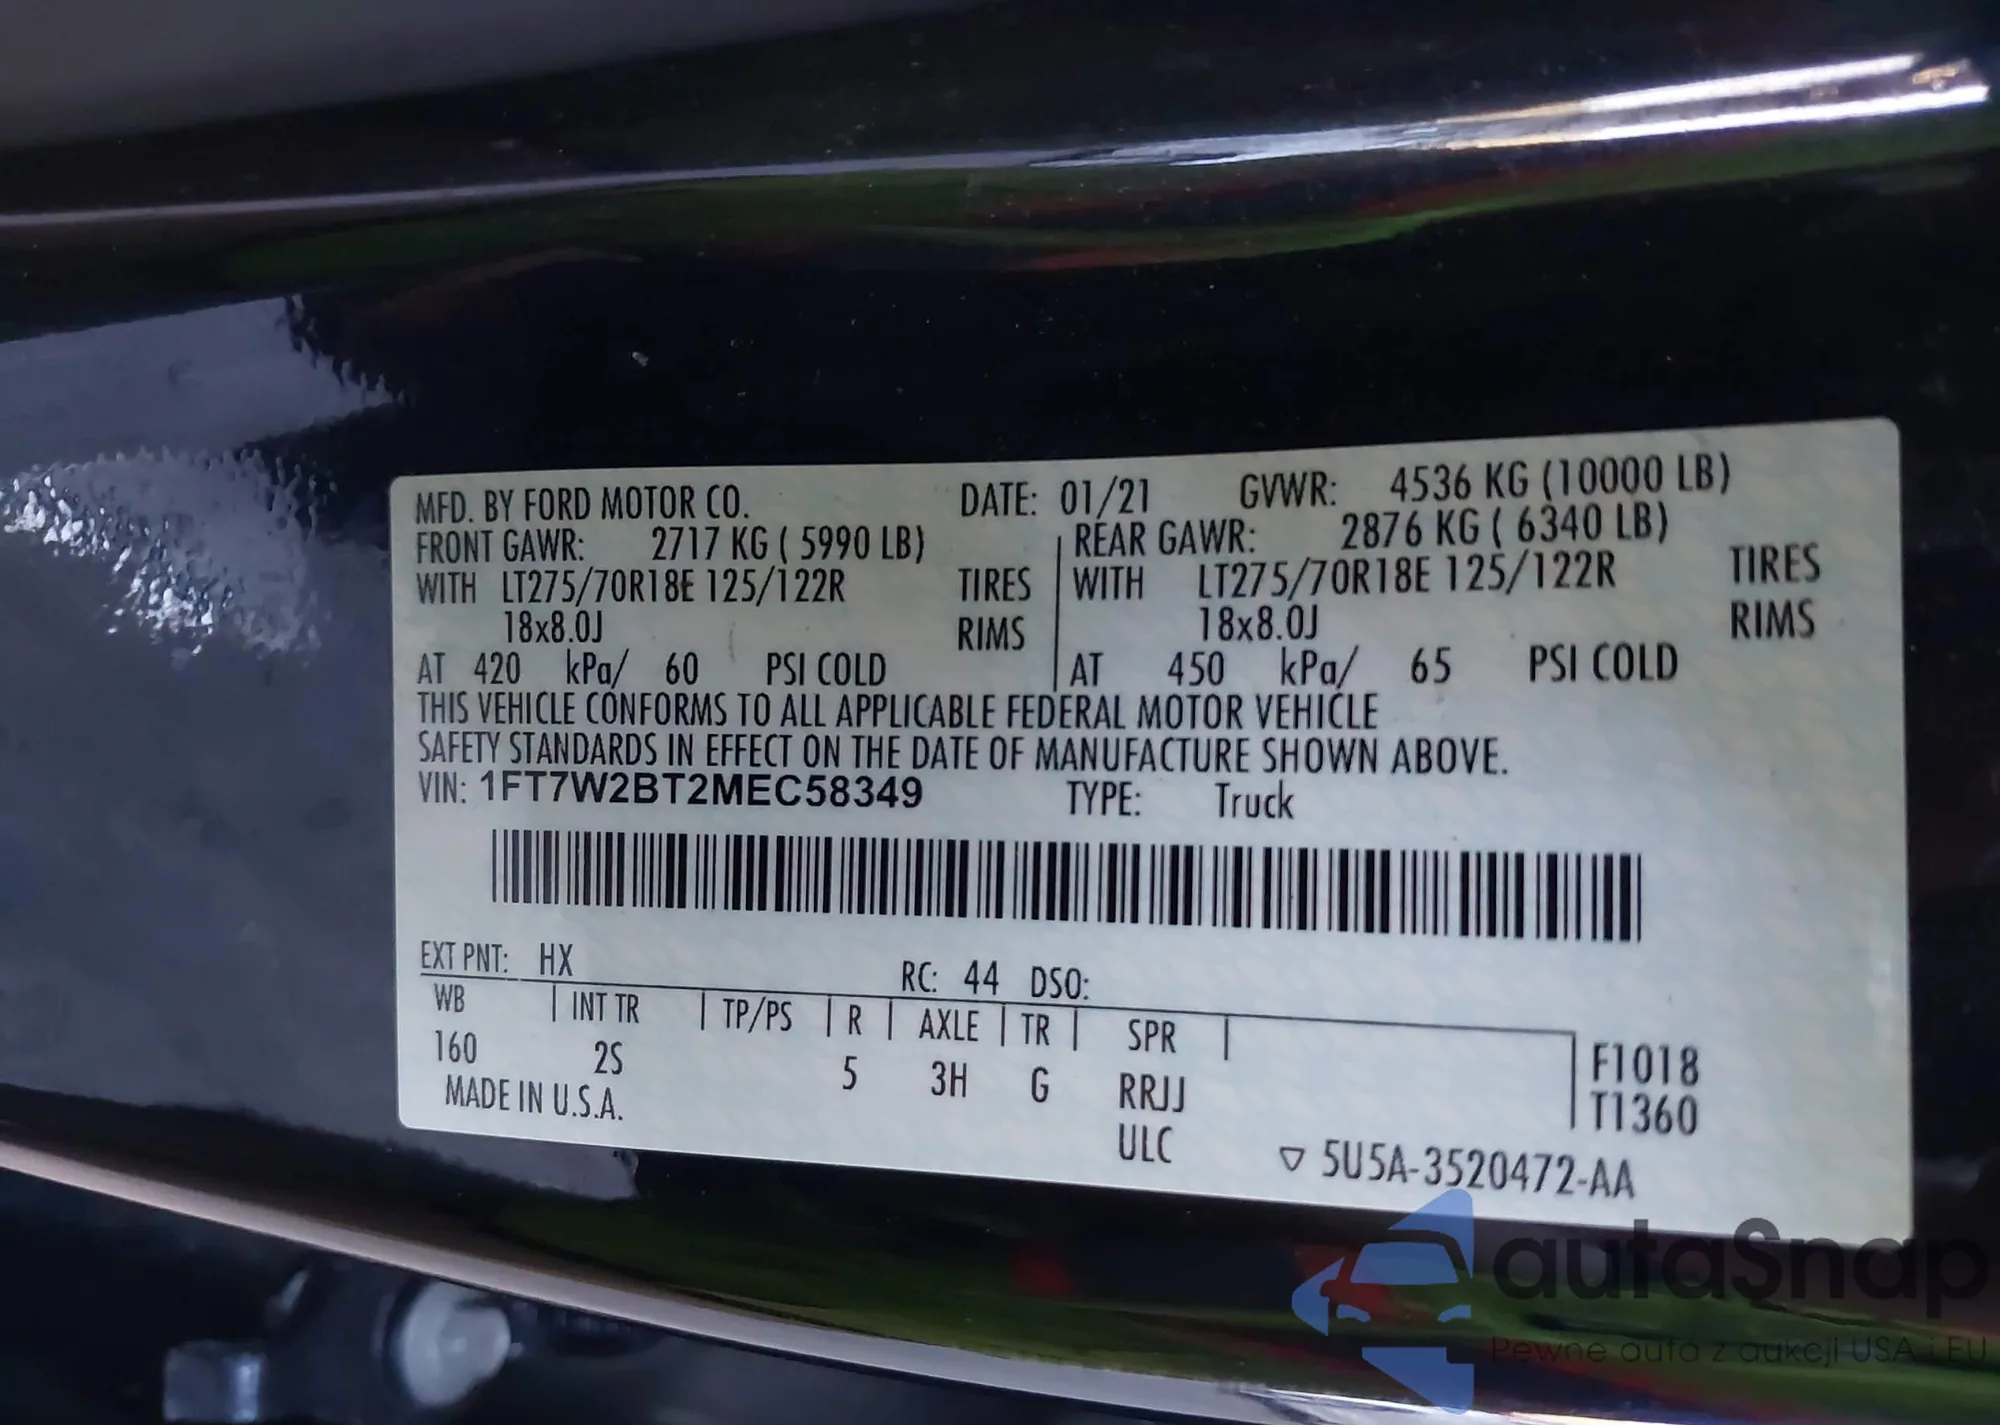 MFD. BY FORD MOTOR CO. DATE: 01/21 GVWR: 4536 KG (10000 LB)
FRONT GAWR: 2717 KG ( 5990 LB) REAR GAWR: 2876 KG ( 6340 LB)
WITH LT275/70R18E 125/122R TIRES WITH LT275/70R18E 125/122R TIRES
18x8.0J RIMS 18x8.0J RIMS
AT 420 kPa/ 60 PSI COLD AT 450 kPa/ 65 PSI COLD
THIS VEHICLE CONFORMS TO ALL APPLICABLE FEDERAL MOTOR VEHICLE
SAFETY STANDARDS IN EFFECT ON THE DATE OF MANUFACTURE SHOWN ABOVE.
VIN: 1FT7W2BT2MEC58349 TYPE: Truck
EXT PNT: HX RC: 44 DSO:
WB INT TR TP/PS R AXLE TR SPR
160 2S 5 3H G RRJJ F1018
MADE IN U.S.A. ULC T1360
▽ 5U5A-3520472-AA
autaSnap
Pewne auta z aukcji USA i EU